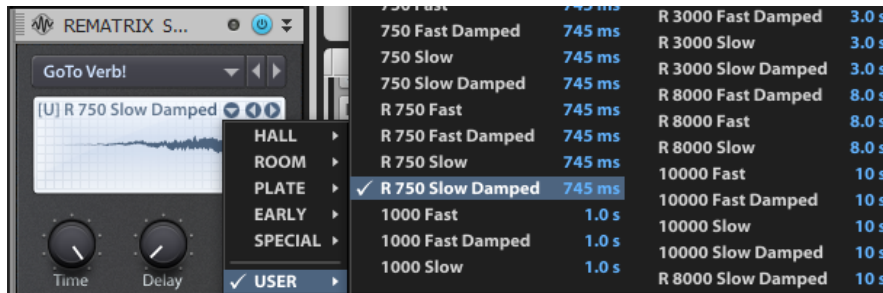 REMATRIX S...
GoTo Verb!
[U] R 750 Slow Damped
Time
Delay
HALL
ROOM
PLATE
EARLY
SPECIAL
✓ USER
750 Fast 745 ms
750 Fast Damped 745 ms
750 Slow 745 ms
750 Slow Damped 745 ms
R 750 Fast 745 ms
R 750 Fast Damped 745 ms
R 750 Slow 745 ms
✓ R 750 Slow Damped 745 ms
1000 Fast 1.0 s
1000 Fast Damped 1.0 s
1000 Slow 1.0 s
R 3000 Fast Damped 3.0 s
R 3000 Slow 3.0 s
R 3000 Slow Damped 3.0 s
R 8000 Fast Damped 8.0 s
R 8000 Fast 8.0 s
R 8000 Slow 8.0 s
10000 Fast 10 s
10000 Fast Damped 10 s
10000 Slow 10 s
10000 Slow Damped 10 s
R 8000 Slow Damped 10 s